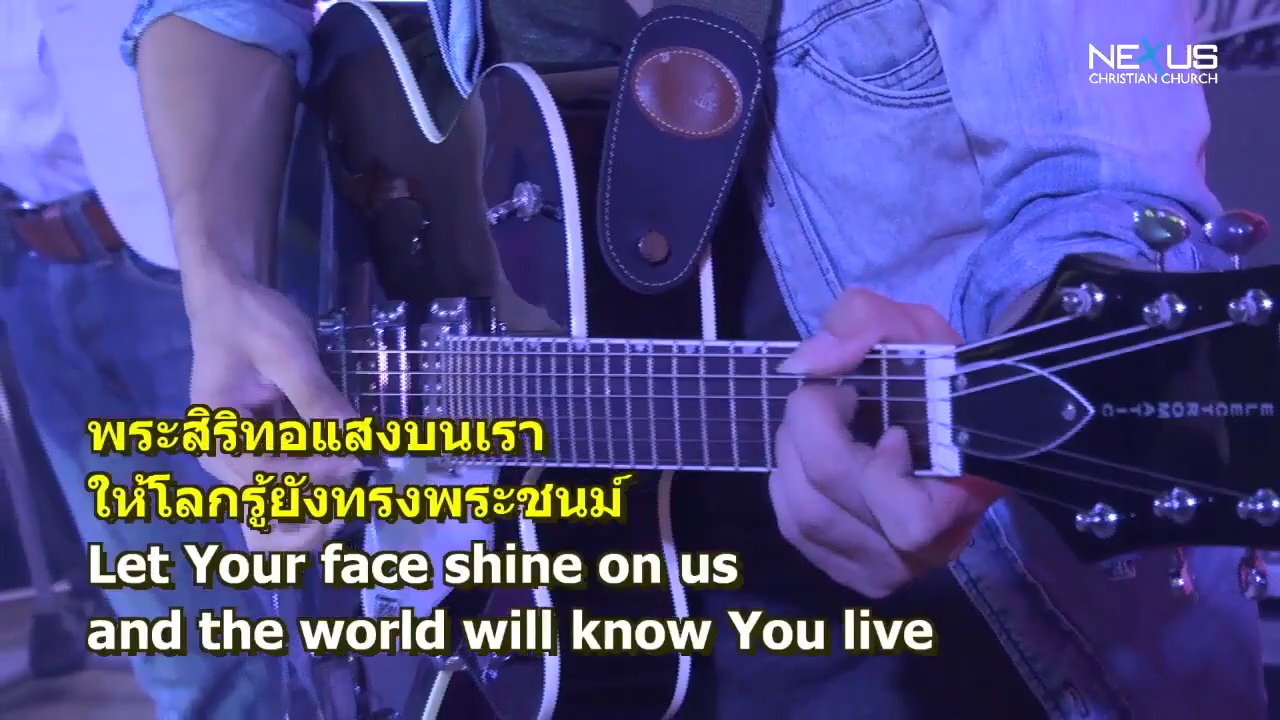 NEXUS
CHRISTIAN CHURCH
ELECTROMATIC
พระสิริทอแสงบนเรา
ให้โลกรู้ยังทรงพระชนม์
Let Your face shine on us
and the world will know You live